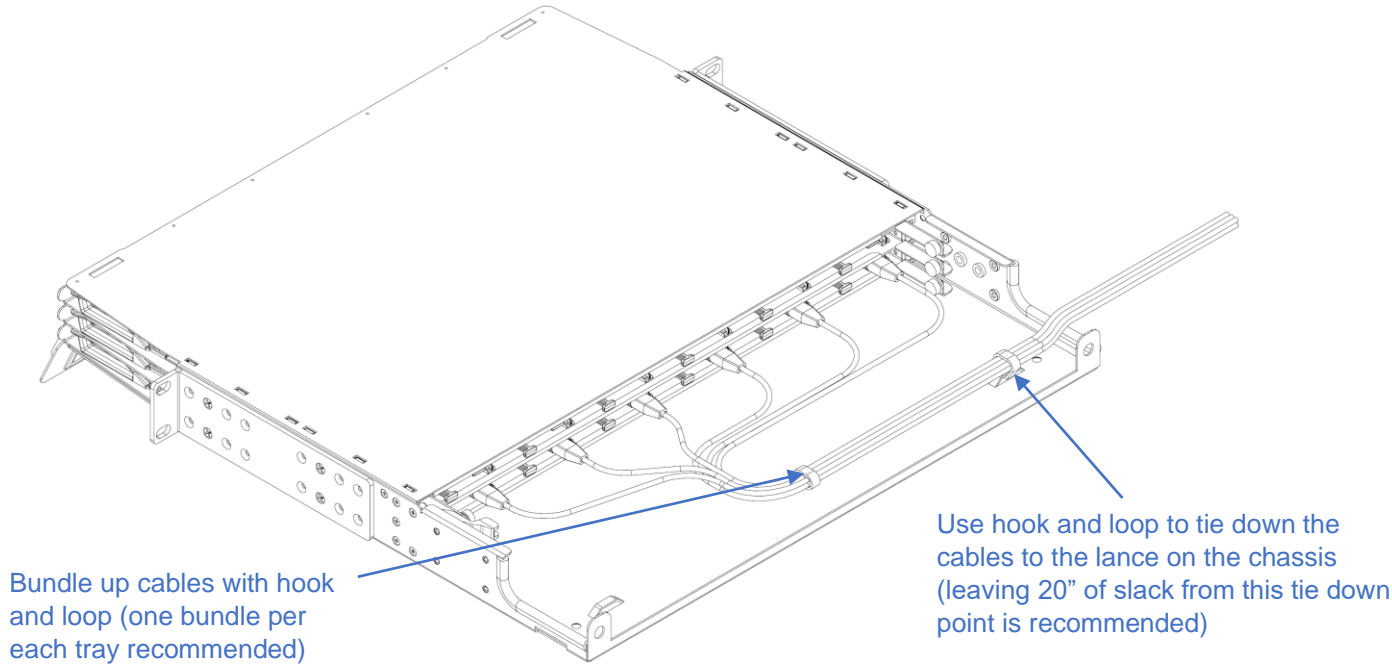 Bundle up cables with hook
and loop (one bundle per
each tray recommended)
Use hook and loop to tie down the
cables to the lance on the chassis
(leaving 20” of slack from this tie down
point is recommended)